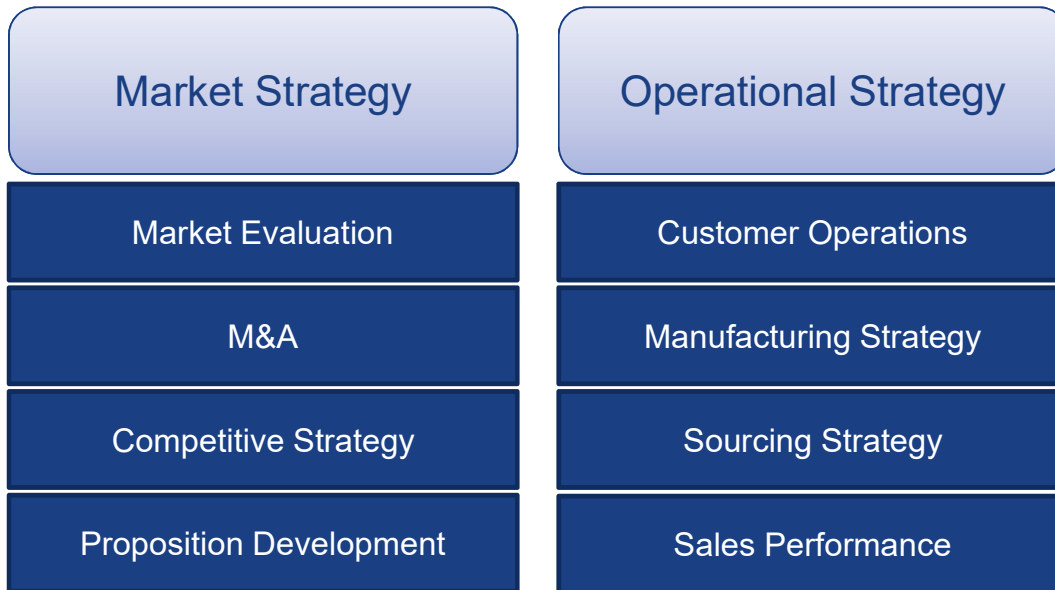 Market Strategy
Market Evaluation
M&A
Competitive Strategy
Proposition Development
Operational Strategy
Customer Operations
Manufacturing Strategy
Sourcing Strategy
Sales Performance